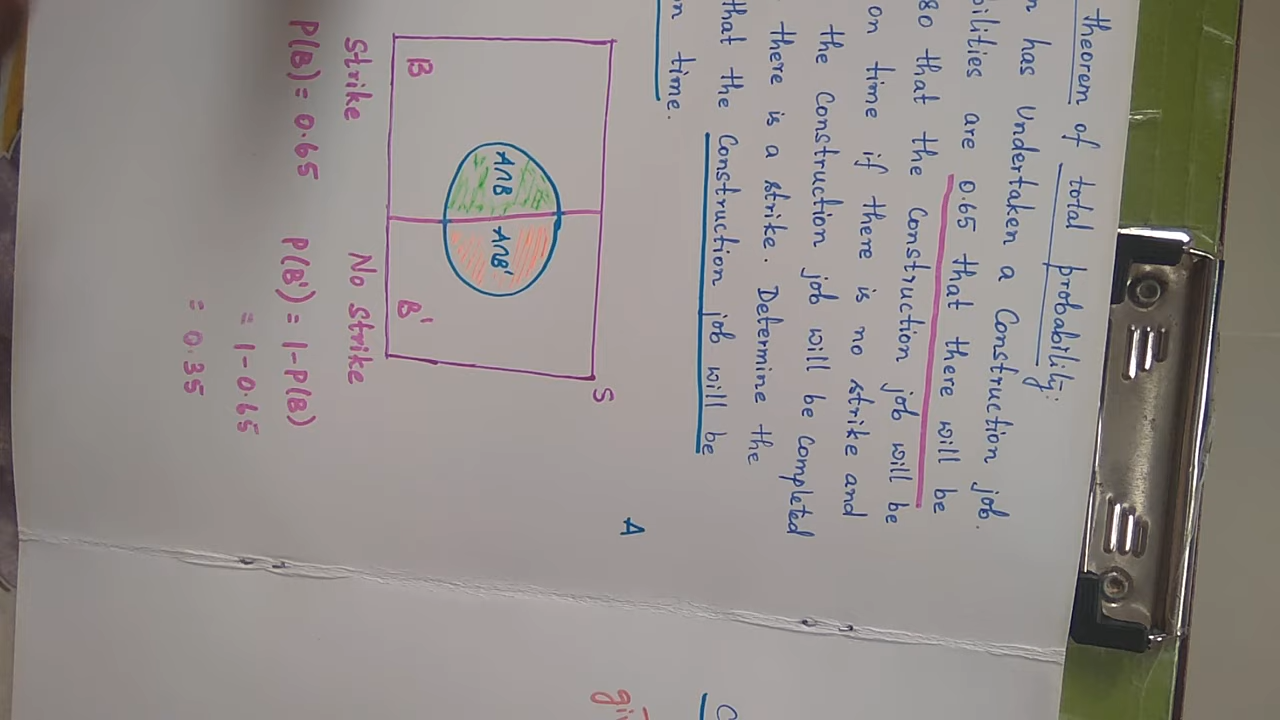 theorem of total probability:
has Undertaken a Construction job.
are 0.65 that there will be
80 that the Construction job will be
on time if there is no strike and
the Construction job will be completed
there is a strike. Determine the
that the Construction job will be
time.
A
S
B
A∩B
A∩B'
B'
Strike
No strike
P(B) = 0.65
P(B') = 1-P(B)
= 1-0.65
= 0.35